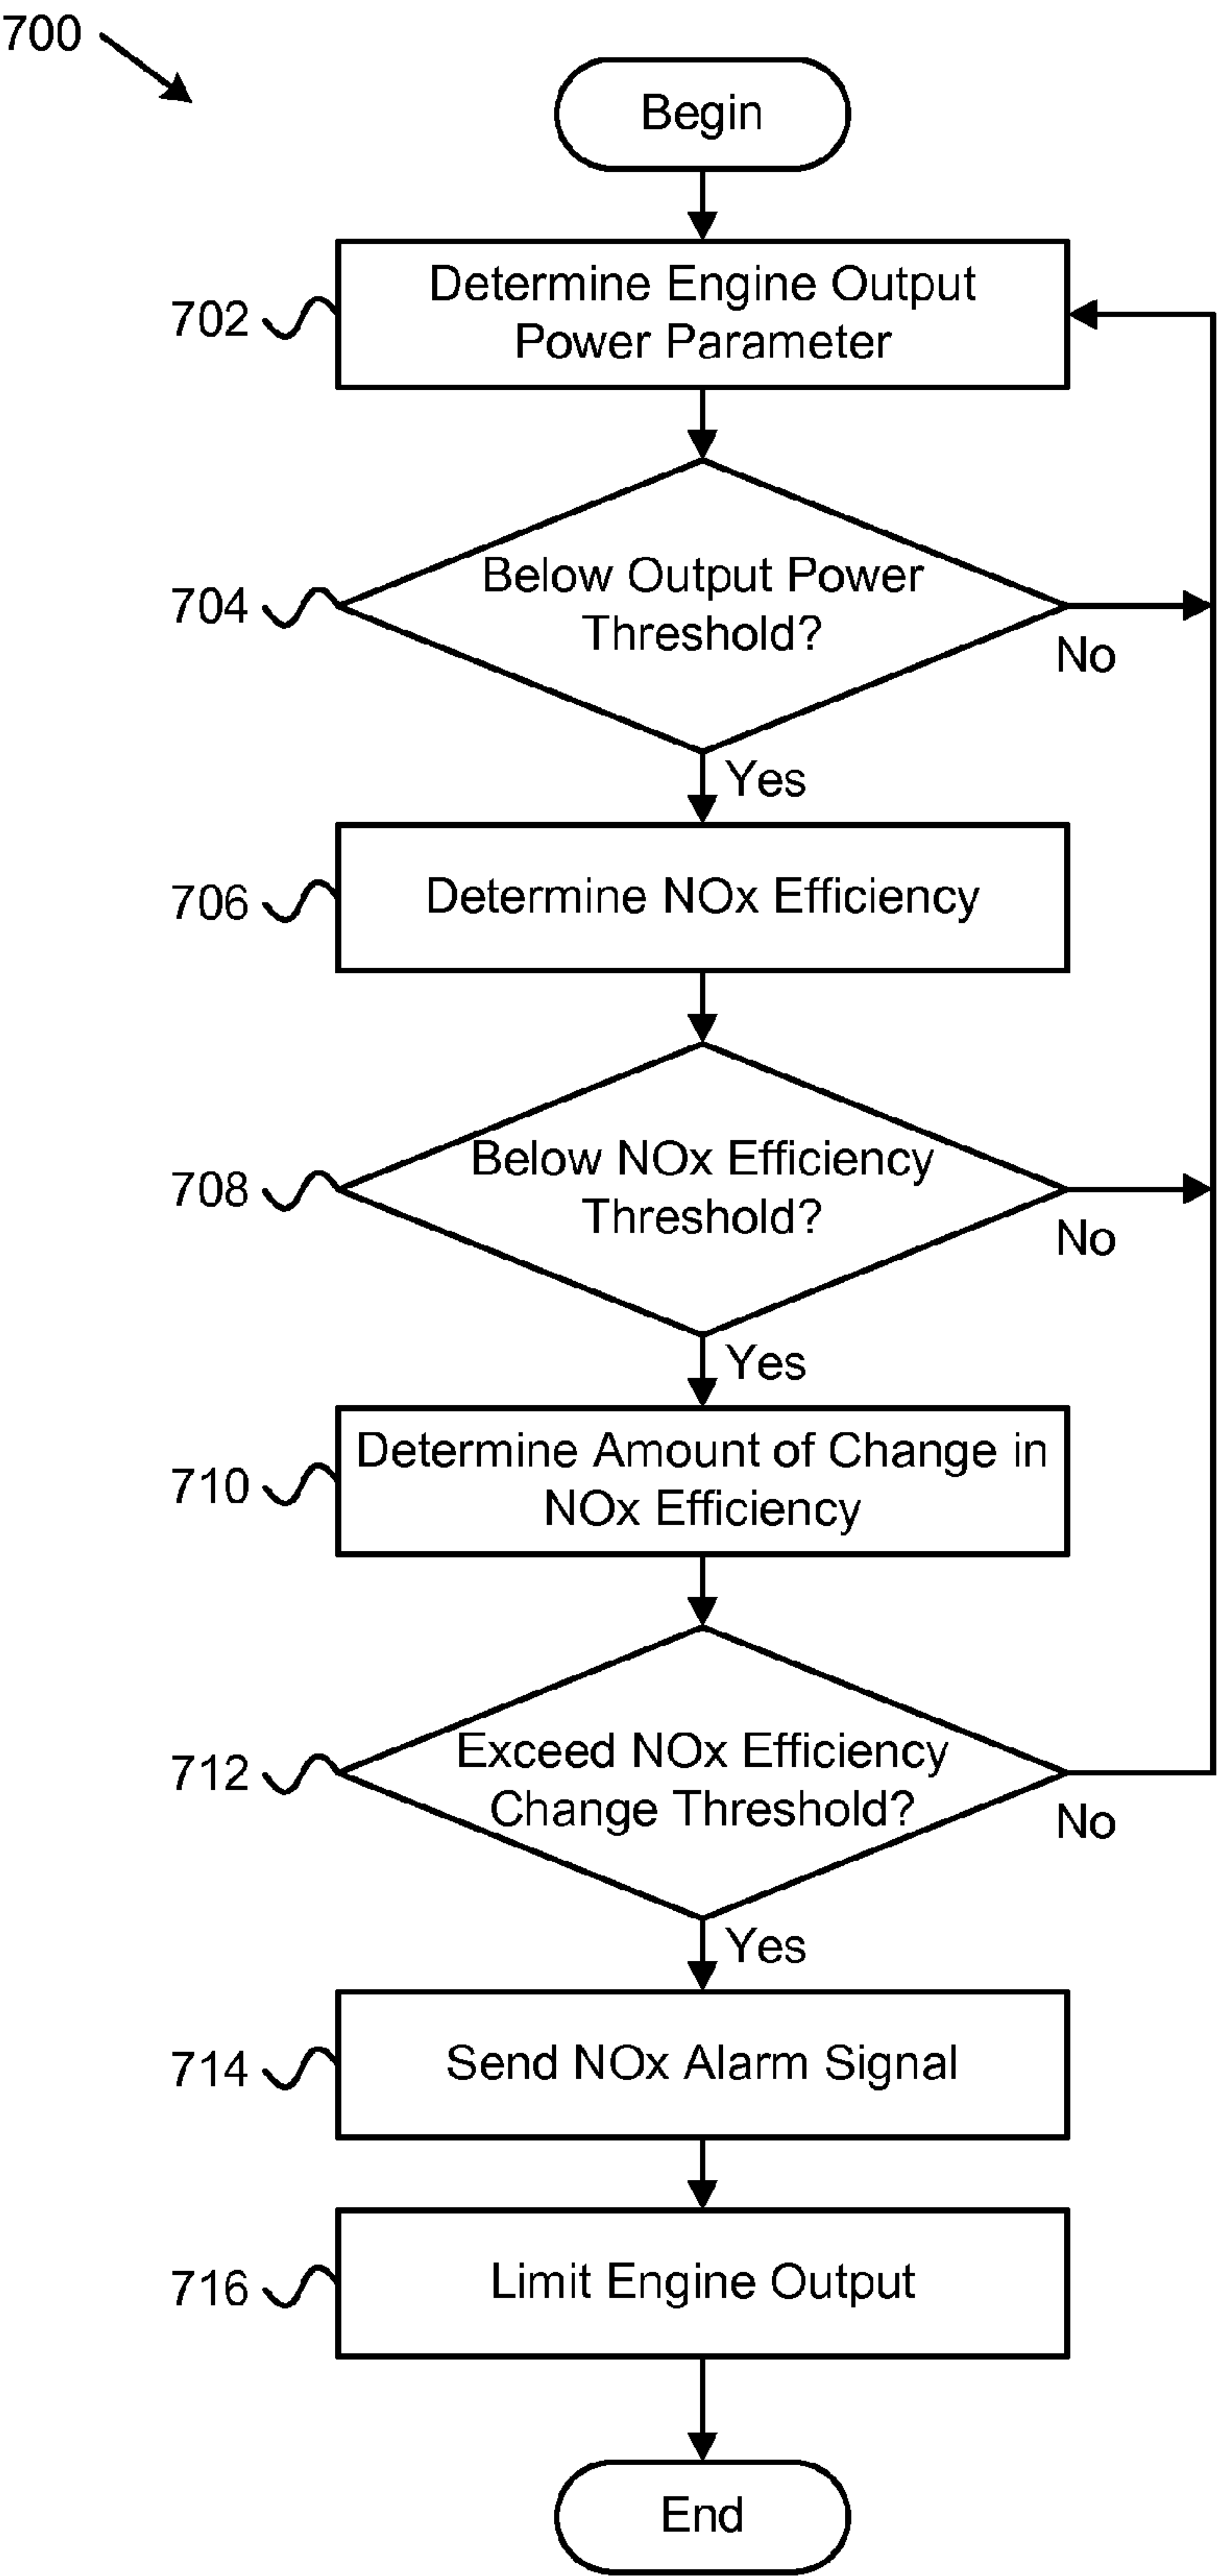 700
Begin
702
Determine Engine Output
Power Parameter
704
Below Output Power
Threshold?
No
Yes
706
Determine NOx Efficiency
708
Below NOx Efficiency
Threshold?
No
Yes
710
Determine Amount of Change in
NOx Efficiency
712
Exceed NOx Efficiency
Change Threshold?
No
Yes
714
Send NOx Alarm Signal
716
Limit Engine Output
End